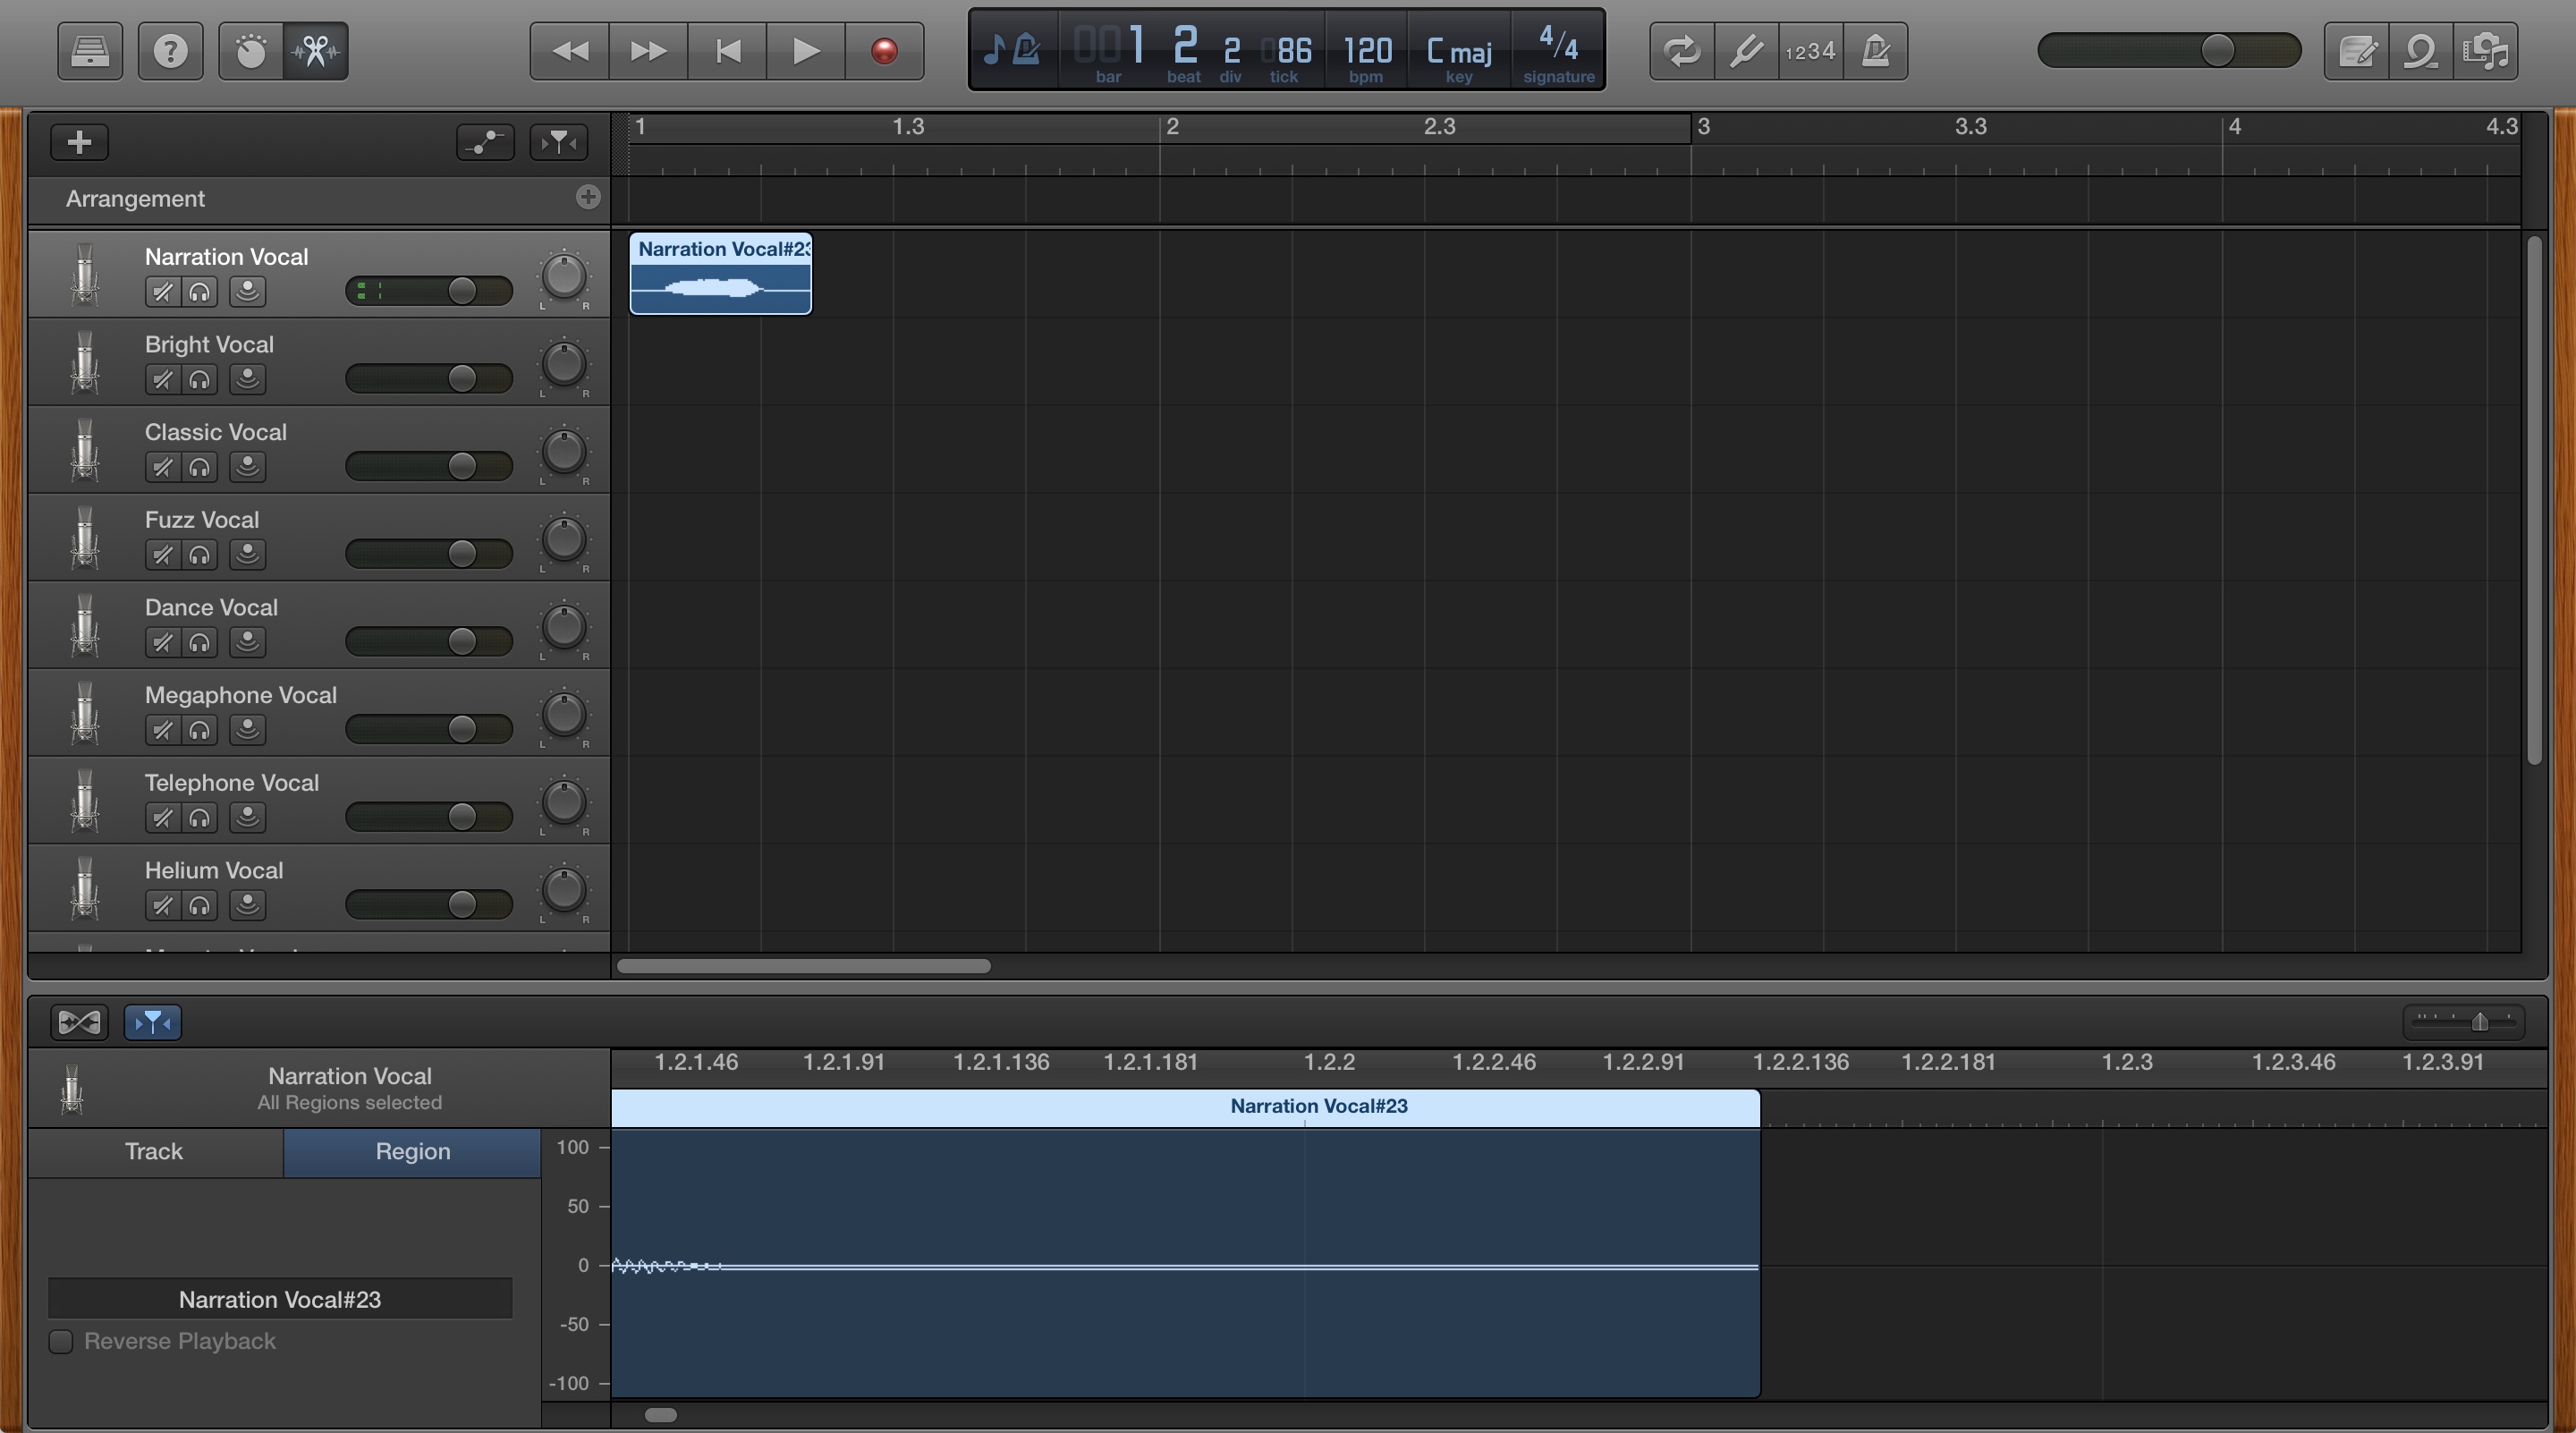 001 2 2 086 120 C maj 4/4
bar beat div tick bpm key signature
1234
1 1.3 2 2.3 3 3.3 4 4.3
Arrangement
Narration Vocal
L R
Narration Vocal#23
Bright Vocal
L R
Classic Vocal
L R
Fuzz Vocal
L R
Dance Vocal
L R
Megaphone Vocal
L R
Telephone Vocal
L R
Helium Vocal
L R
1.2.1.46 1.2.1.91 1.2.1.136 1.2.1.181 1.2.2 1.2.2.46 1.2.2.91 1.2.2.136 1.2.2.181 1.2.3 1.2.3.46 1.2.3.91
Narration Vocal
All Regions selected
Narration Vocal#23
Track Region
100
50
0
-50
-100
Narration Vocal#23
Reverse Playback